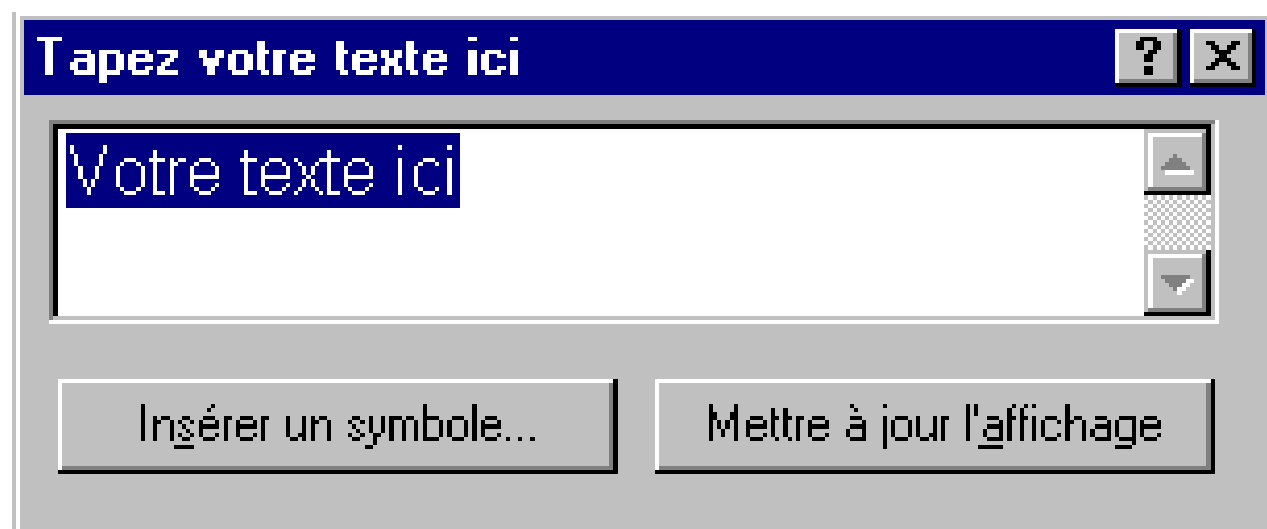 Tapez votre texte ici
Votre texte ici
Insérer un symbole...
Mettre à jour l'affichage